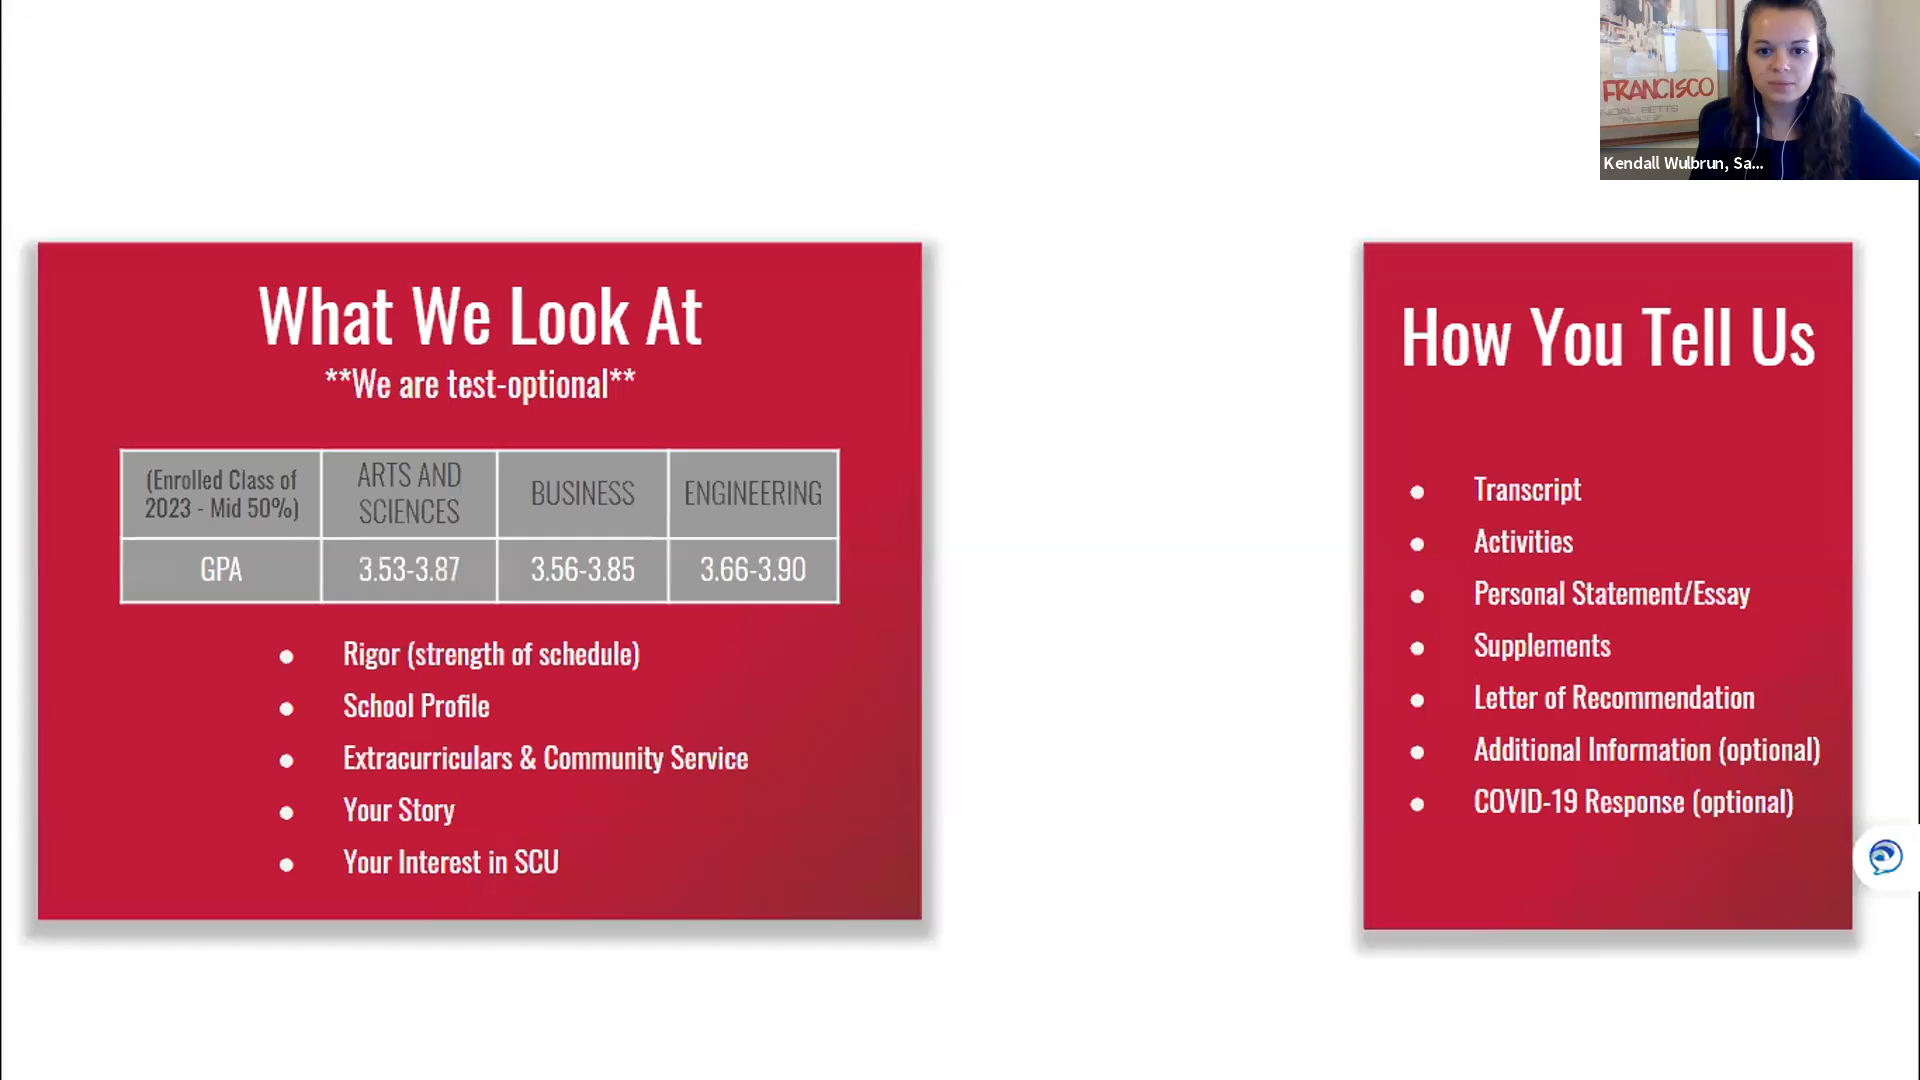 FRANCISCO
Kendall Wulbrun, Sa...
What We Look At
**We are test-optional**
(Enrolled Class of
2023 - Mid 50%)
ARTS AND
SCIENCES
BUSINESS
ENGINEERING
GPA
3.53-3.87
3.56-3.85
3.66-3.90
● Rigor (strength of schedule)
● School Profile
● Extracurriculars & Community Service
● Your Story
● Your Interest in SCU
How You Tell Us
● Transcript
● Activities
● Personal Statement/Essay
● Supplements
● Letter of Recommendation
● Additional Information (optional)
● COVID-19 Response (optional)